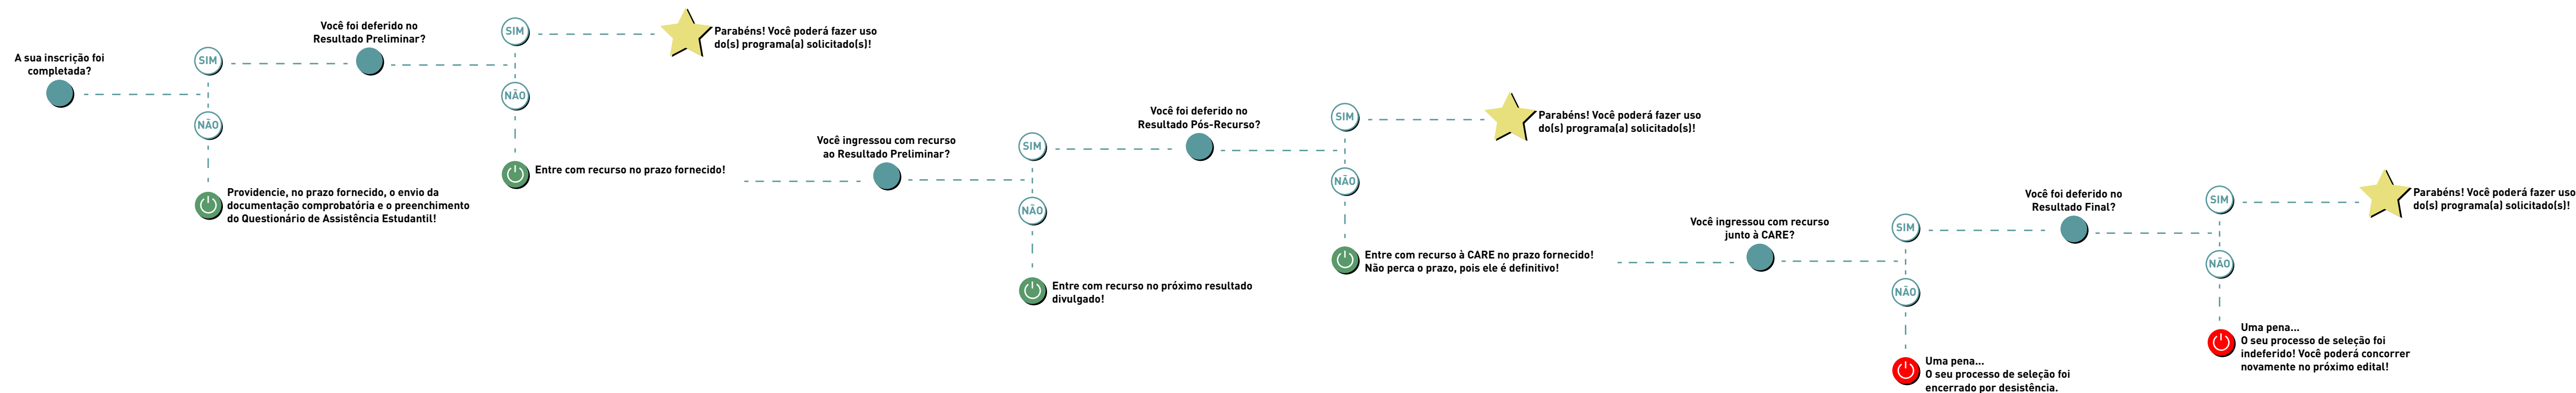 A sua inscrição foi
completada?
SIM
NÃO
Providencie, no prazo fornecido, o envio da
documentação comprobatória e o preenchimento
do Questionário de Assistência Estudantil!
Você foi deferido no
Resultado Preliminar?
SIM
Parabéns! Você poderá fazer uso
do(s) programa(a) solicitado(s)!
NÃO
Entre com recurso no prazo fornecido!
Você ingressou com recurso
ao Resultado Preliminar?
SIM
NÃO
Entre com recurso no próximo resultado
divulgado!
Você foi deferido no
Resultado Pós-Recurso?
SIM
Parabéns! Você poderá fazer uso
do(s) programa(a) solicitado(s)!
NÃO
Entre com recurso à CARE no prazo fornecido!
Não perca o prazo, pois ele é definitivo!
Você ingressou com recurso
junto à CARE?
SIM
NÃO
Uma pena...
O seu processo de seleção foi
encerrado por desistência.
Você foi deferido no
Resultado Final?
SIM
Parabéns! Você poderá fazer uso
do(s) programa(a) solicitado(s)!
NÃO
Uma pena...
O seu processo de seleção foi
indeferido! Você poderá concorrer
novamente no próximo edital!